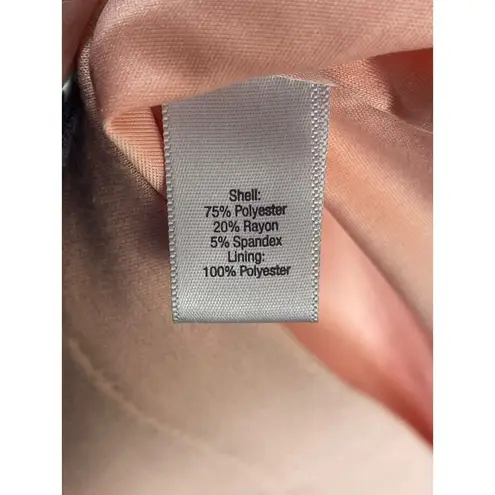 Shell:
75% Polyester
20% Rayon
5% Spandex
Lining:
100% Polyester